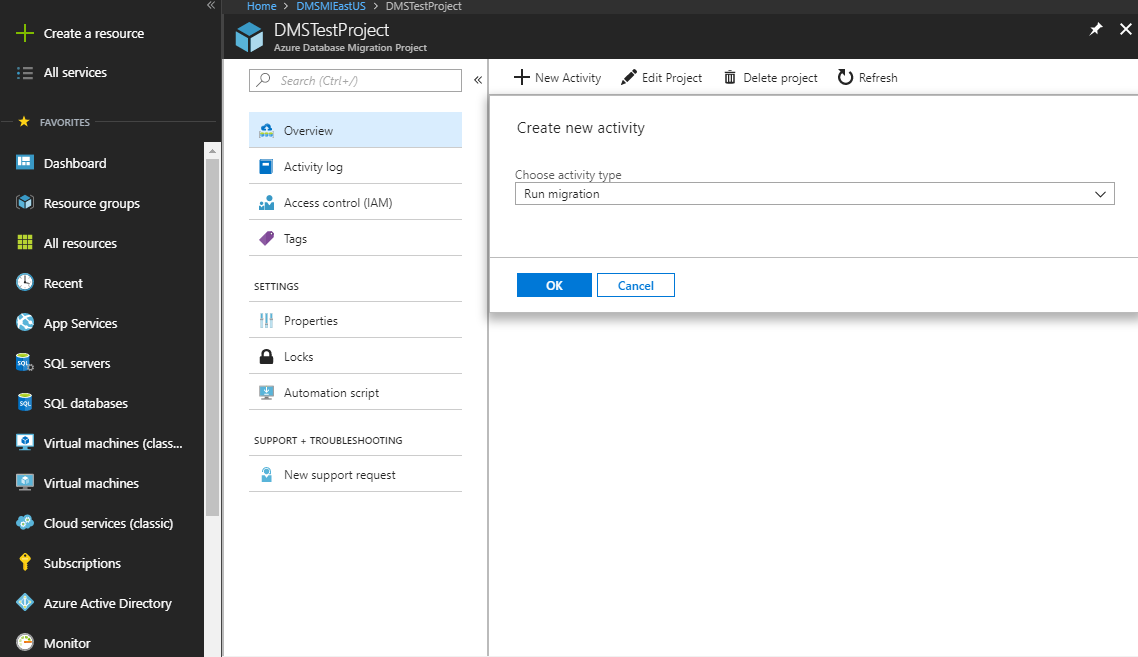 Create a resource
All services
FAVORITES
Dashboard
Resource groups
All resources
Recent
App Services
SQL servers
SQL databases
Virtual machines (class...
Virtual machines
Cloud services (classic)
Subscriptions
Azure Active Directory
Monitor
Home > DMSMIEastUS > DMSTestProject
DMSTestProject
Azure Database Migration Project
Search (Ctrl+/)
Overview
Activity log
Access control (IAM)
Tags
SETTINGS
Properties
Locks
Automation script
SUPPORT + TROUBLESHOOTING
New support request
New Activity Edit Project Delete project Refresh
Create new activity
Choose activity type
Run migration
OK Cancel